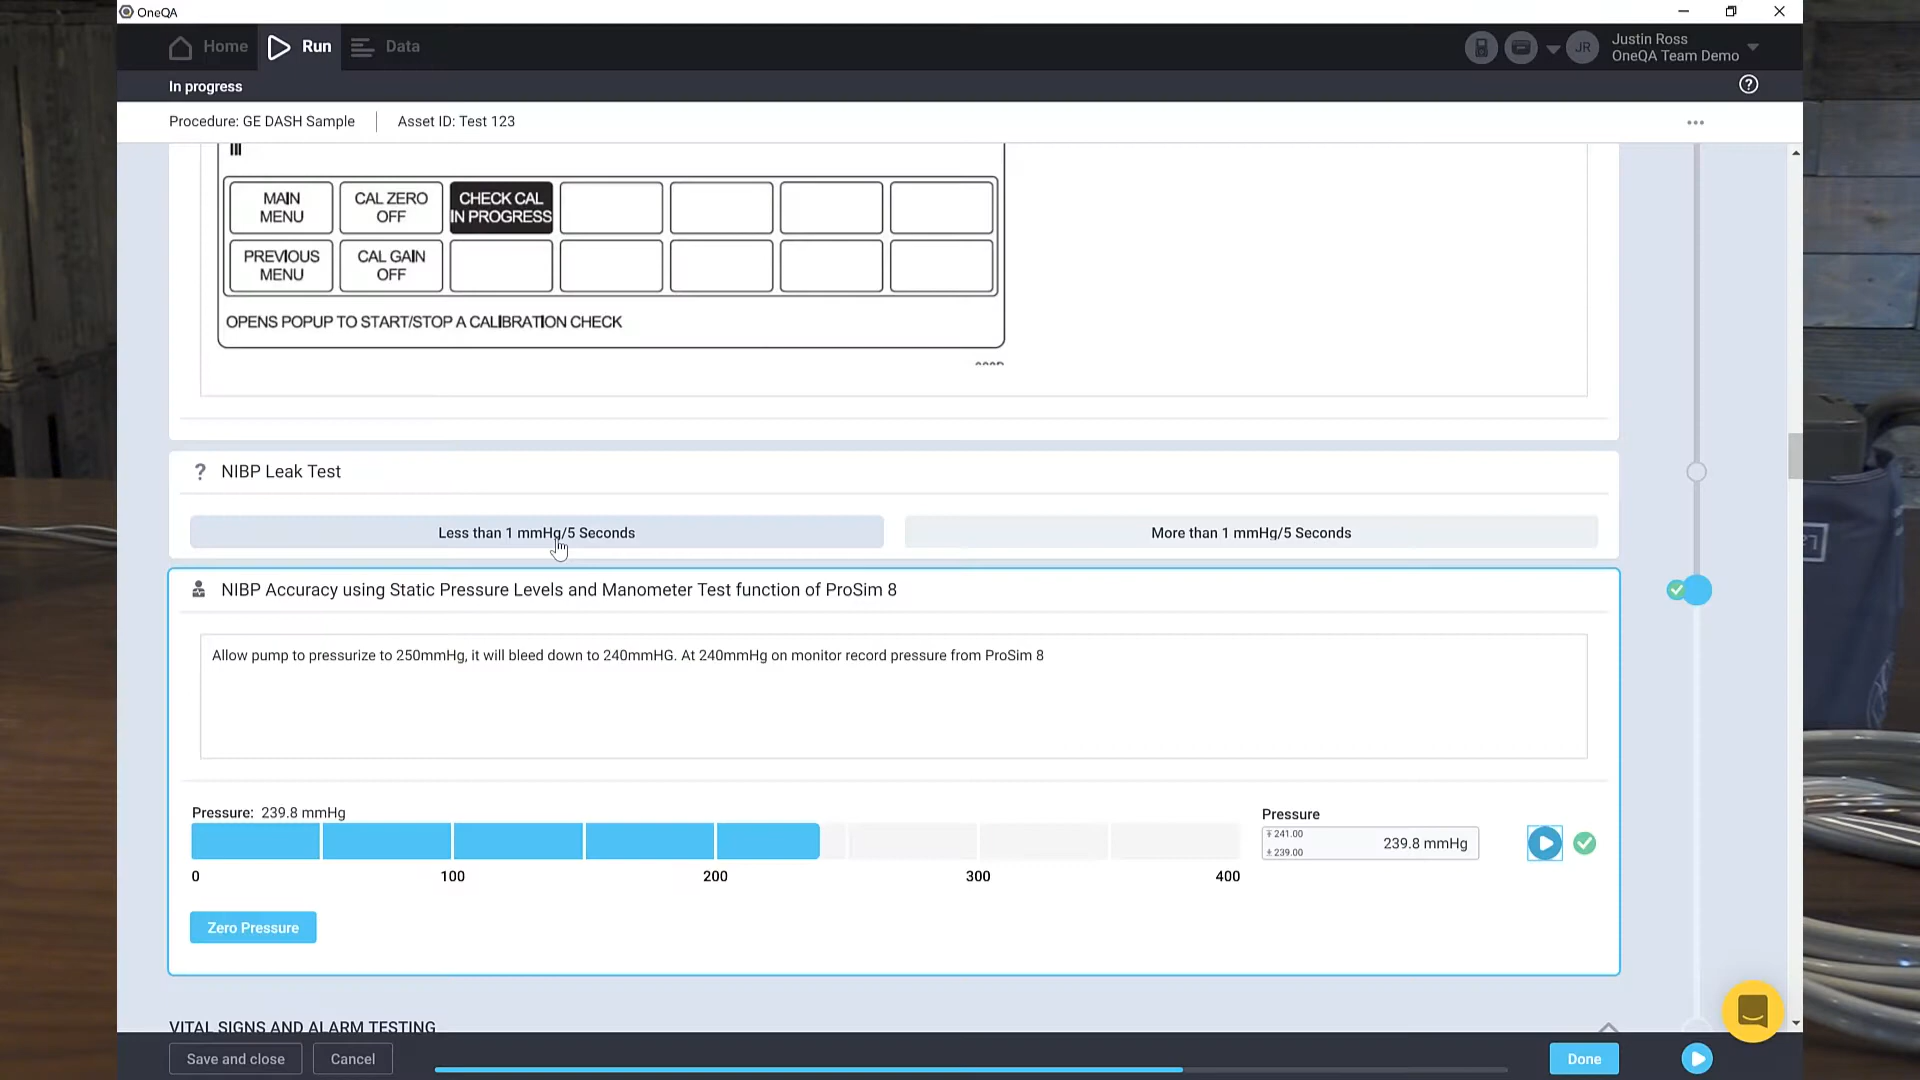 OneQA
Home
Run
Data
JR
Justin Ross
OneQA Team Demo
In progress
Procedure: GE DASH Sample
Asset ID: Test 123
MAIN MENU
CAL ZERO OFF
CHECK CAL IN PROGRESS
PREVIOUS MENU
CAL GAIN OFF
OPENS POPUP TO START/STOP A CALIBRATION CHECK
NIBP Leak Test
Less than 1 mmHg/5 Seconds
More than 1 mmHg/5 Seconds
NIBP Accuracy using Static Pressure Levels and Manometer Test function of ProSim 8
Allow pump to pressurize to 250mmHg, it will bleed down to 240mmHG. At 240mmHg on monitor record pressure from ProSim 8
Pressure: 239.8 mmHg
Pressure
241.00
239.00
239.8 mmHg
0 100 200 300 400
Zero Pressure
VITAL SIGNS AND ALARM TESTING
Save and close
Cancel
Done